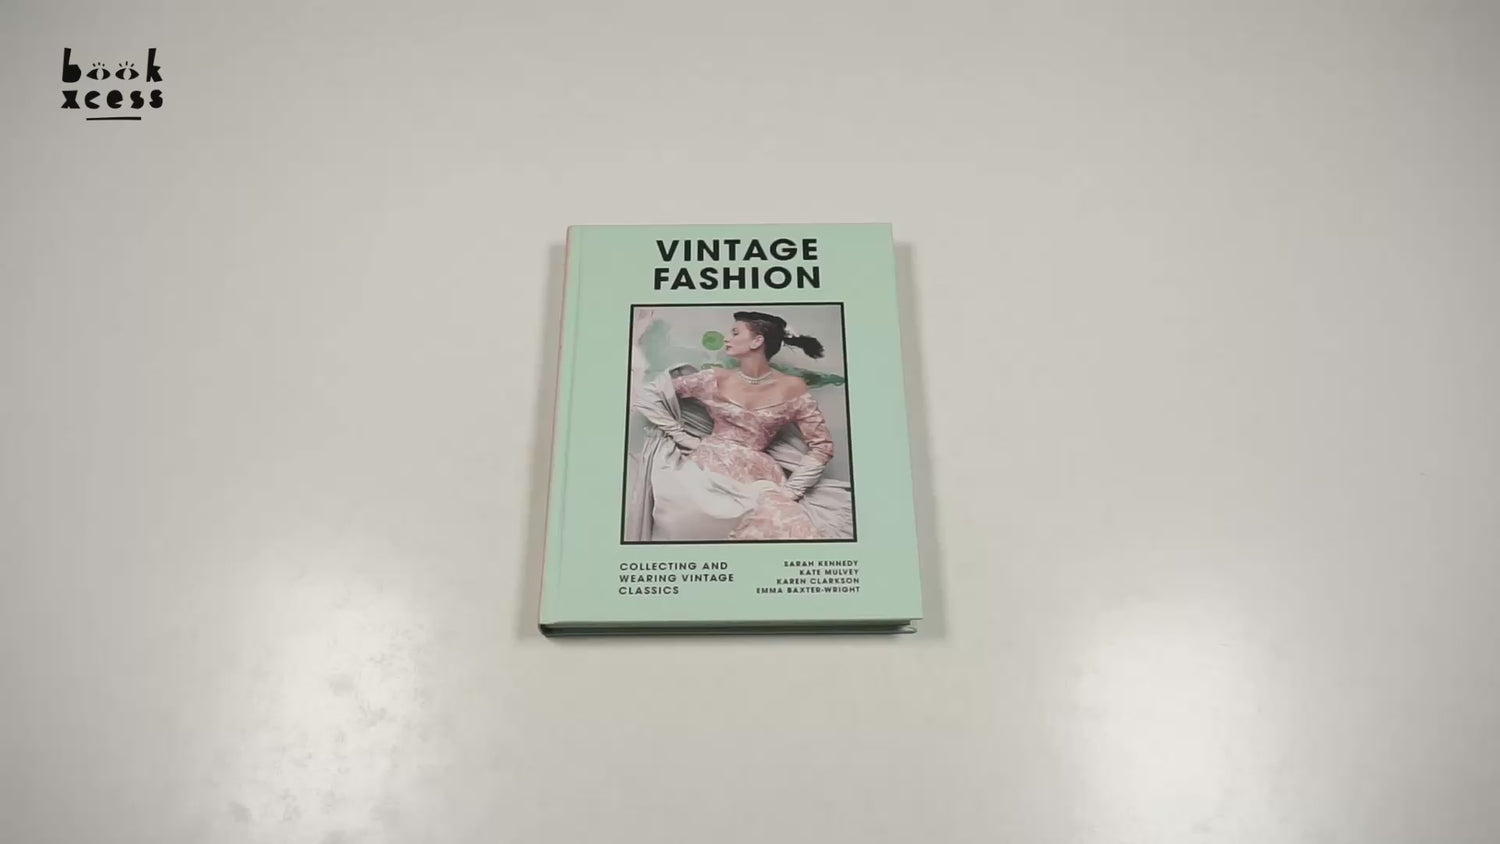 book
xcess
VINTAGE
FASHION
COLLECTING AND
WEARING VINTAGE
CLASSICS
SARAH KENNEDY
KATE MULVEY
KAREN CLARKSON
EMMA BAXTER-WRIGHT